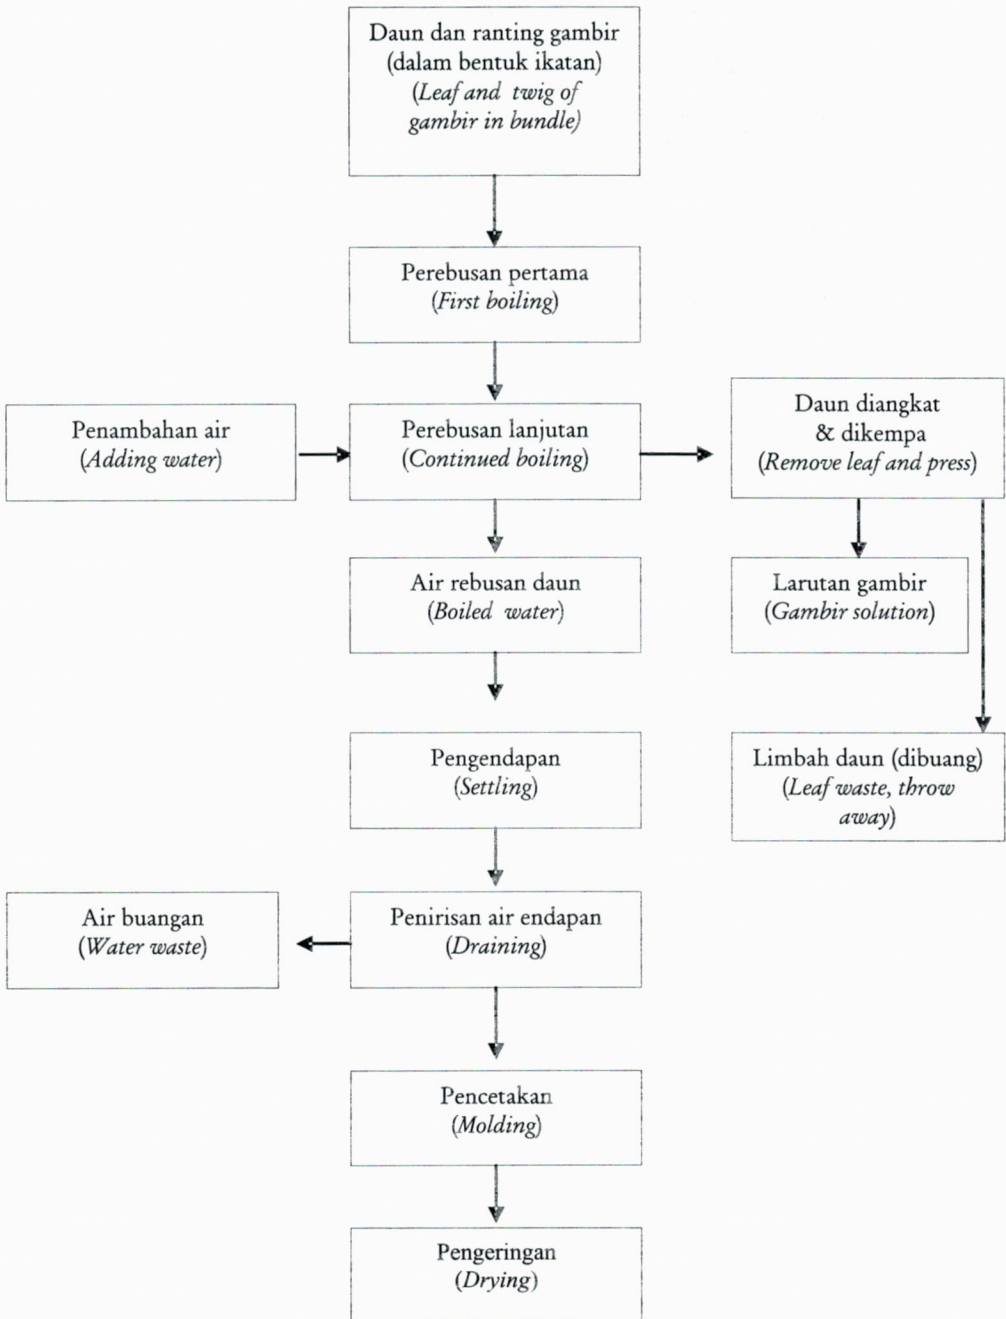 Daun dan ranting gambir
(dalam bentuk ikatan)
(Leaf and twig of
gambir in bundle)
Perebusan pertama
(First boiling)
Penambahan air
(Adding water)
Perebusan lanjutan
(Continued boiling)
Daun diangkat
& dikempa
(Remove leaf and press)
Air rebusan daun
(Boiled water)
Larutan gambir
(Gambir solution)
Pengendapan
(Settling)
Limbah daun (dibuang)
(Leaf waste, throw
away)
Air buangan
(Water waste)
Penirisan air endapan
(Draining)
Pencetakan
(Molding)
Pengeringan
(Drying)